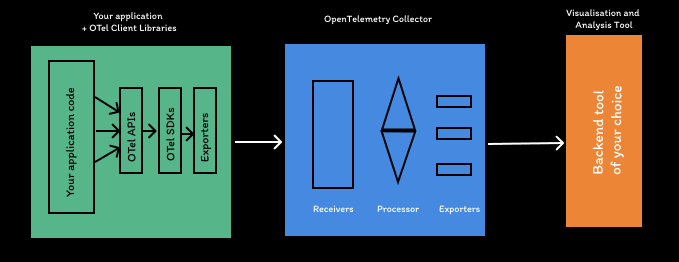 Your application
+ OTel Client Libraries
OpenTelemetry Collector
Visualisation and
Analysis Tool
Your application code
OTel APIs
OTel SDKs
Exporters
Receivers
Processor
Exporters
Backend tool
of your choice